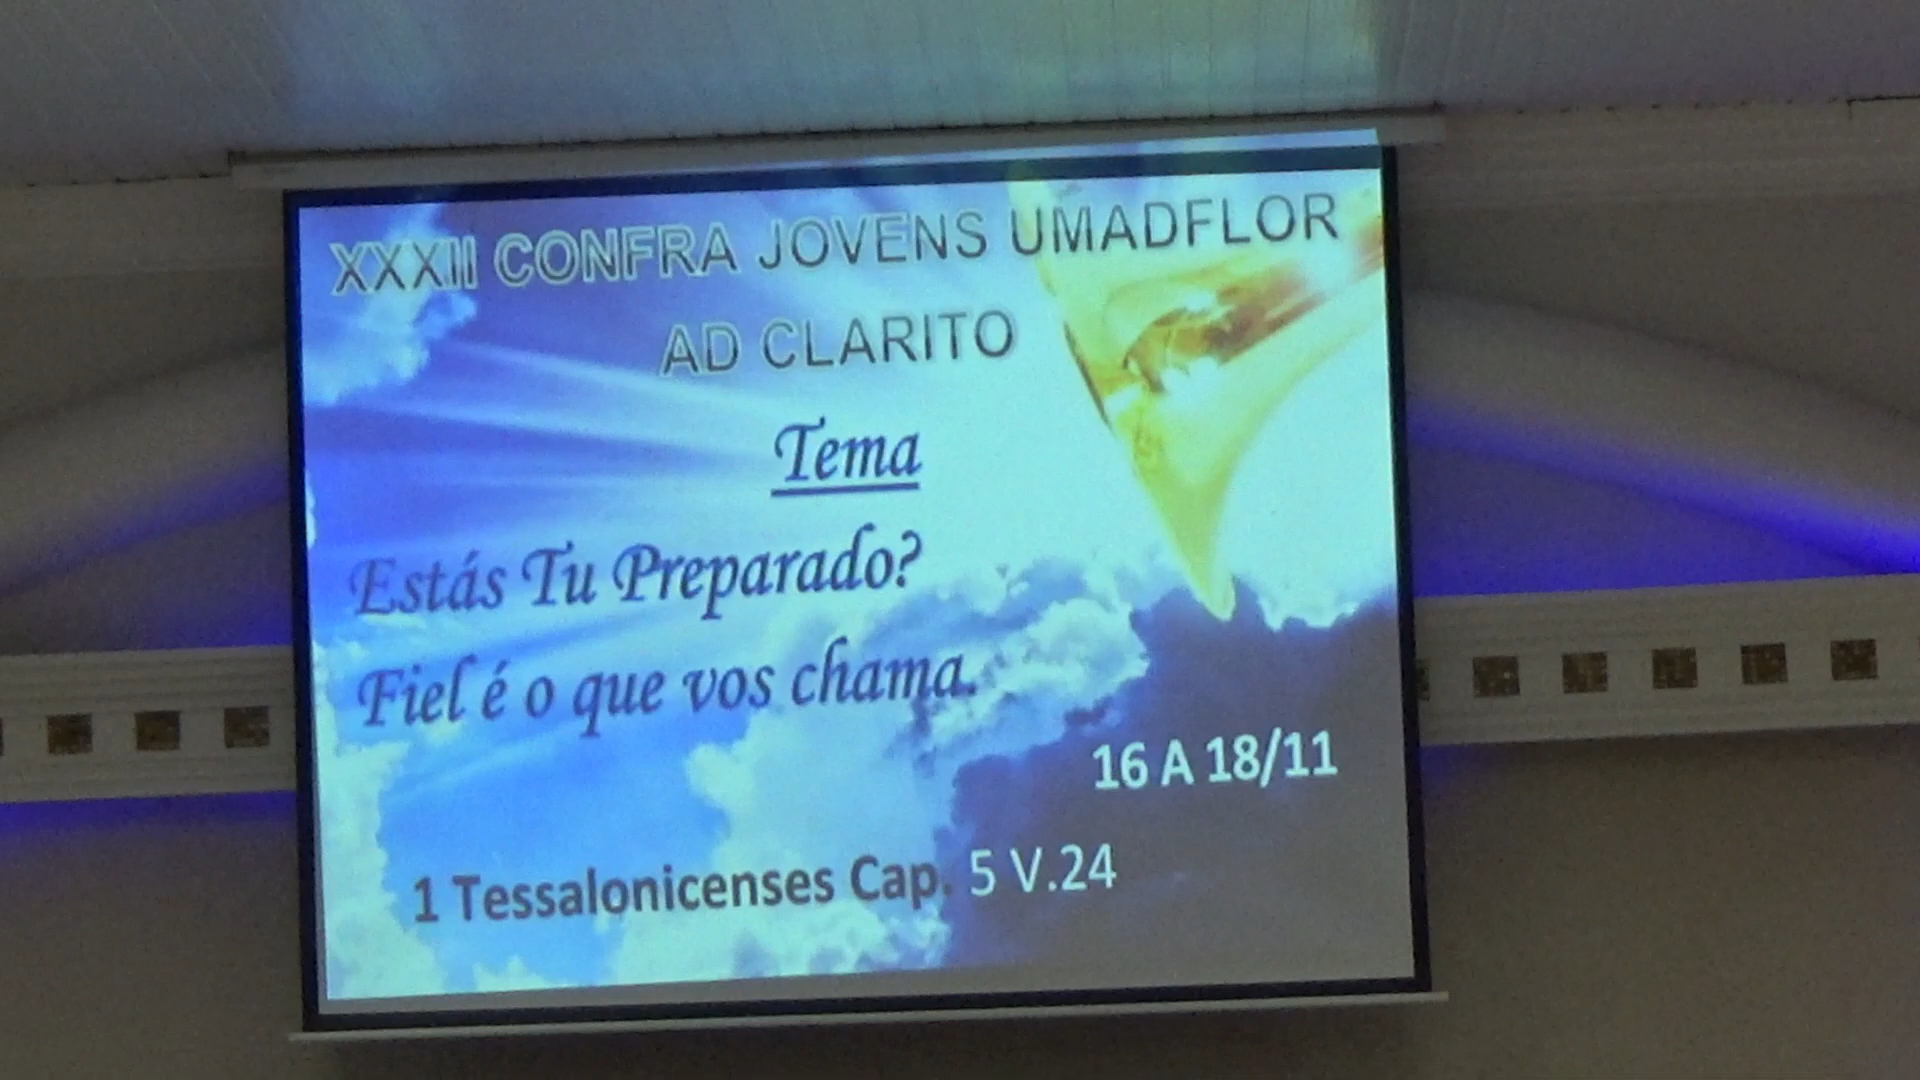 XXXII CONFRA JOVENS UMADFLOR
AD CLARITO
Tema
Estás Tu Preparado?
Fiel é o que vos chama.
16 A 18/11
1 Tessalonicenses Cap. 5 V.24